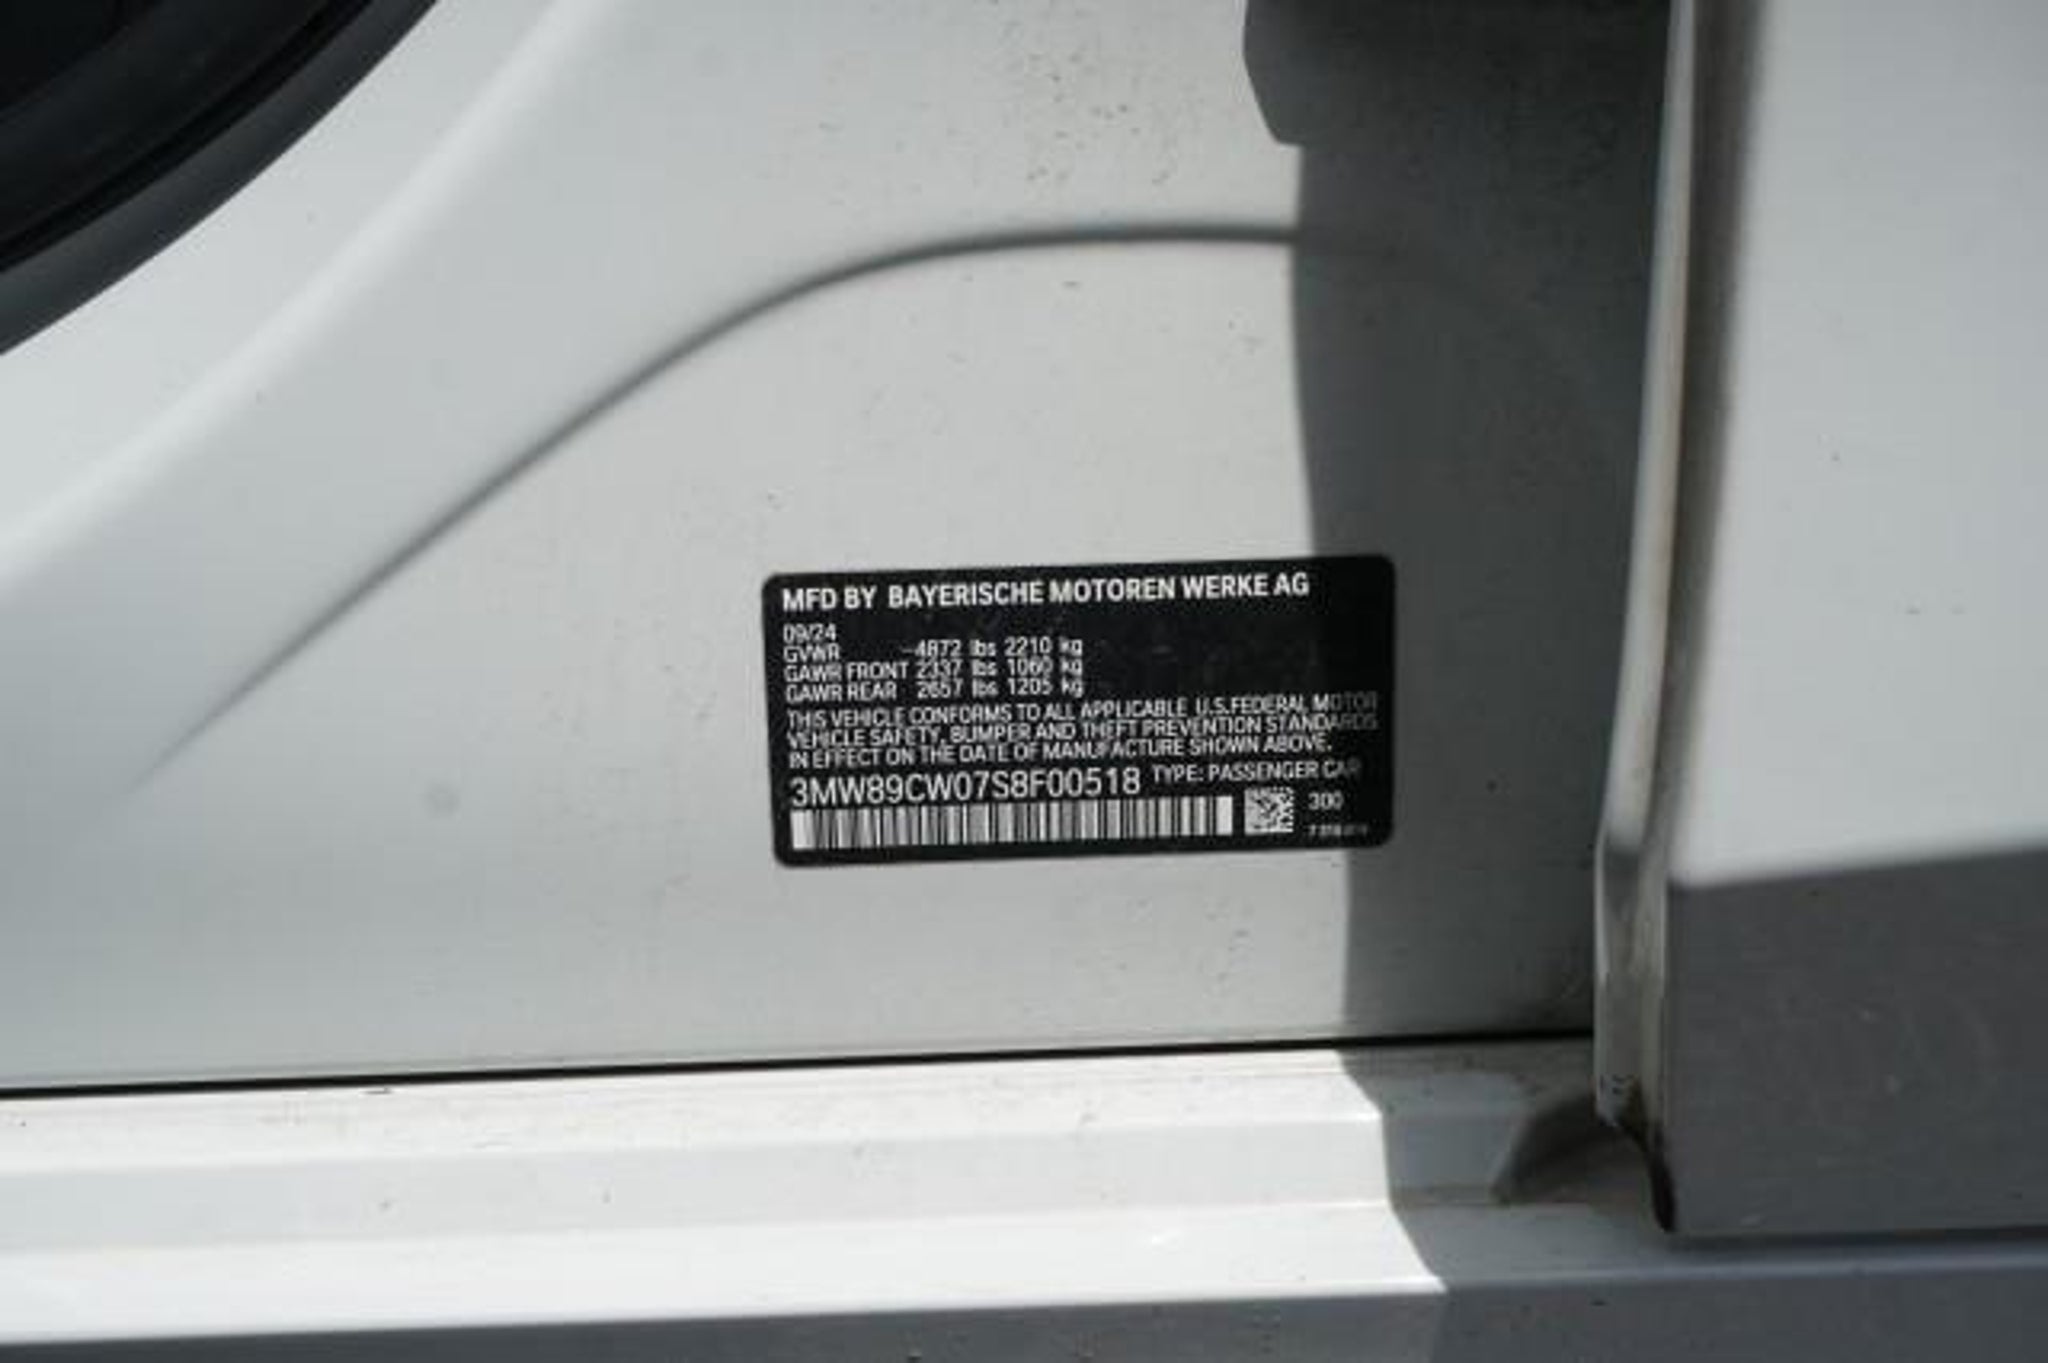 MFD BY BAYERISCHE MOTOREN WERKE AG
09/24
GVWR 4872 lbs 2210 kg
GAWR FRONT 2337 lbs 1060 kg
GAWR REAR 2657 lbs 1205 kg
THIS VEHICLE CONFORMS TO ALL APPLICABLE U.S.FEDERAL MOTOR
VEHICLE SAFETY, BUMPER AND THEFT PREVENTION STANDARDS
IN EFFECT ON THE DATE OF MANUFACTURE SHOWN ABOVE.
3MW89CW07S8F00518 TYPE: PASSENGER CAR
300